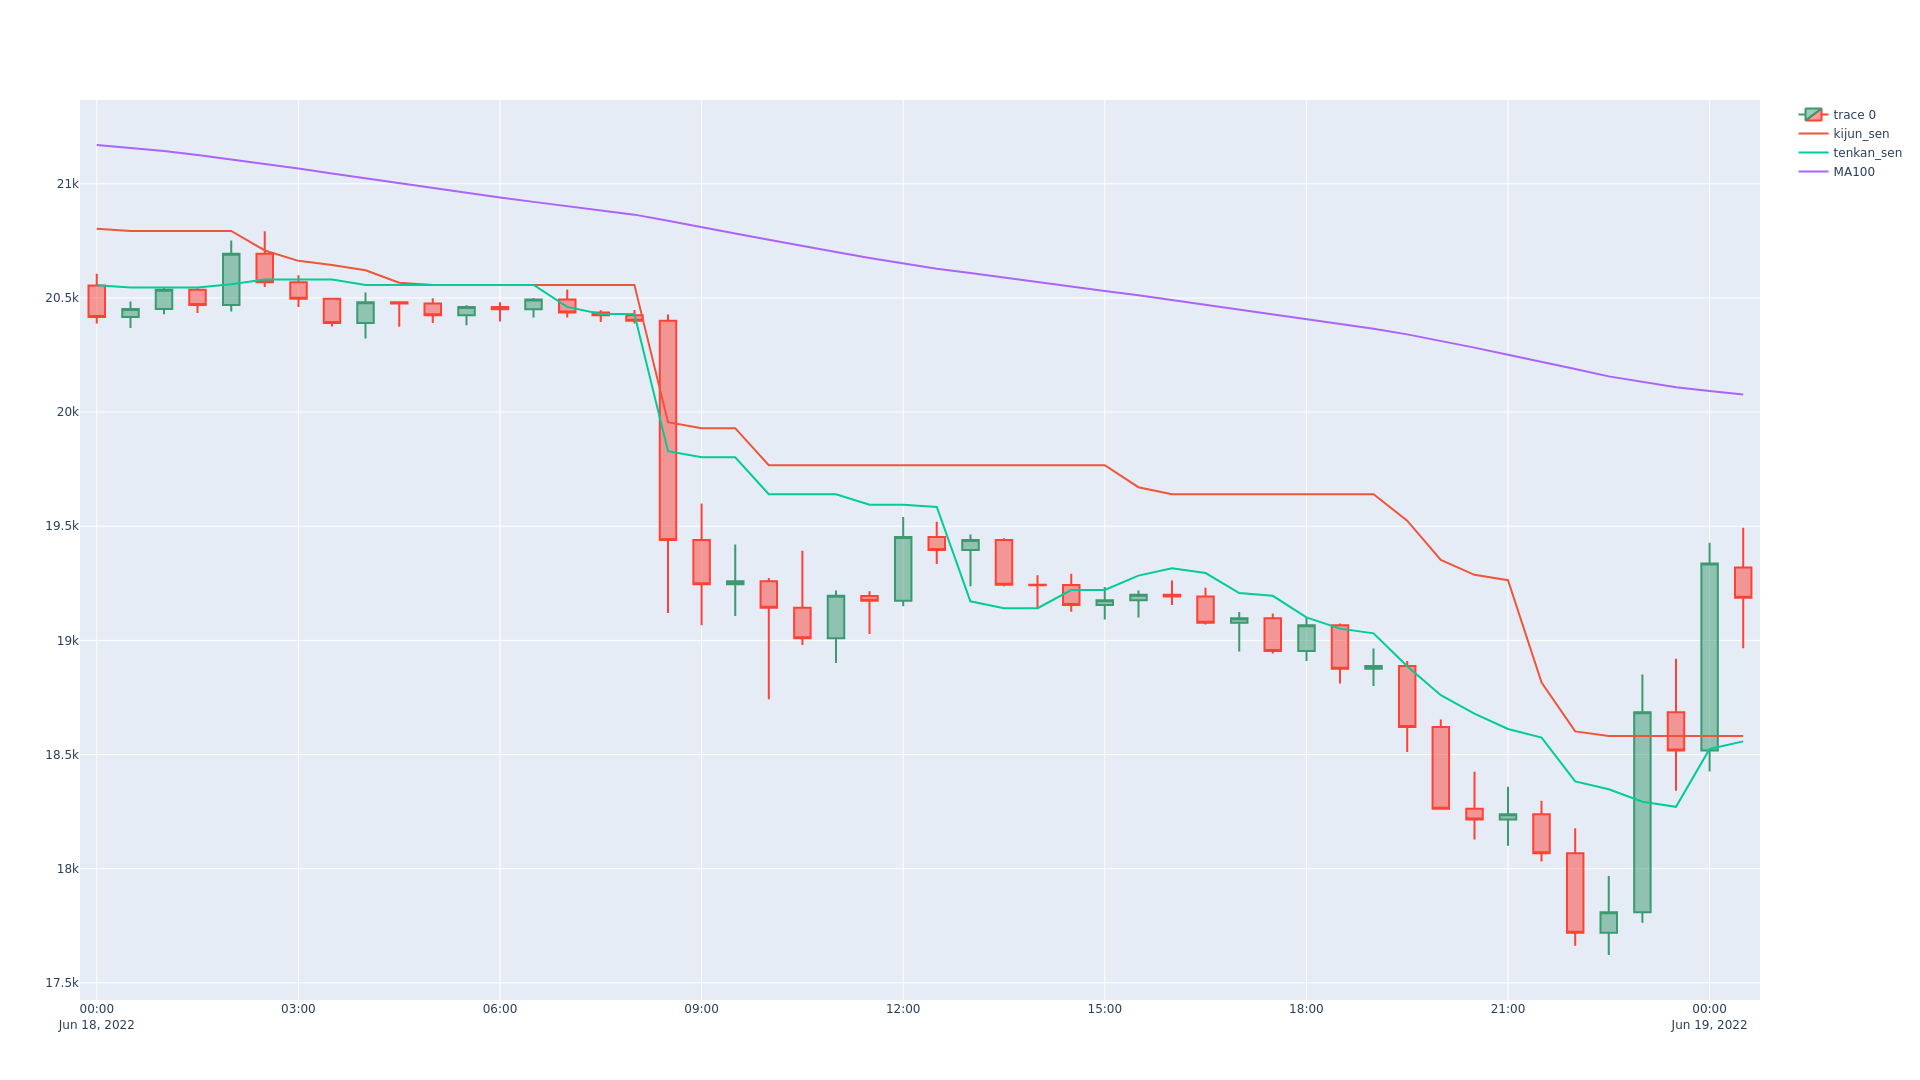 trace 0
kijun_sen
tenkan_sen
MA100
21k
20.5k
20k
19.5k
19k
18.5k
18k
17.5k
00:00 03:00 06:00 09:00 12:00 15:00 18:00 21:00 00:00
Jun 18, 2022 Jun 19, 2022